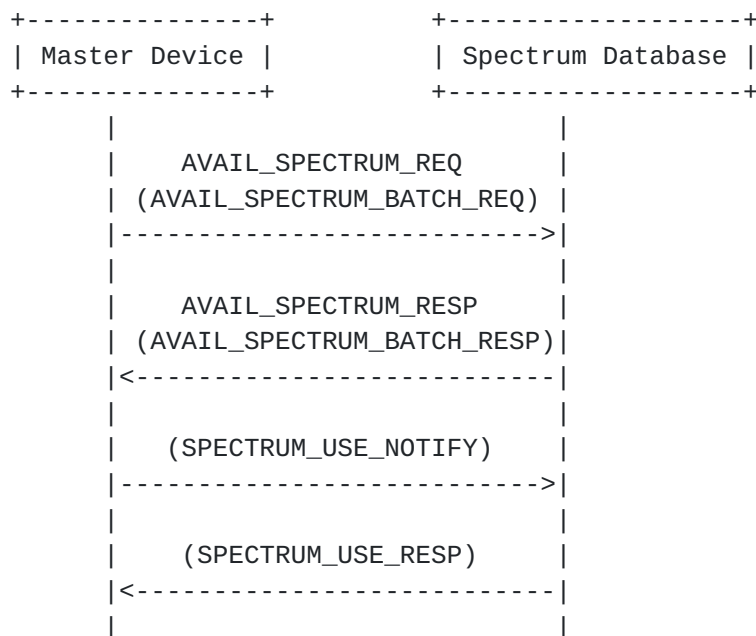 Master Device Spectrum Database
AVAIL_SPECTRUM_REQ
(AVAIL_SPECTRUM_BATCH_REQ)
AVAIL_SPECTRUM_RESP
(AVAIL_SPECTRUM_BATCH_RESP)
(SPECTRUM_USE_NOTIFY)
(SPECTRUM_USE_RESP)